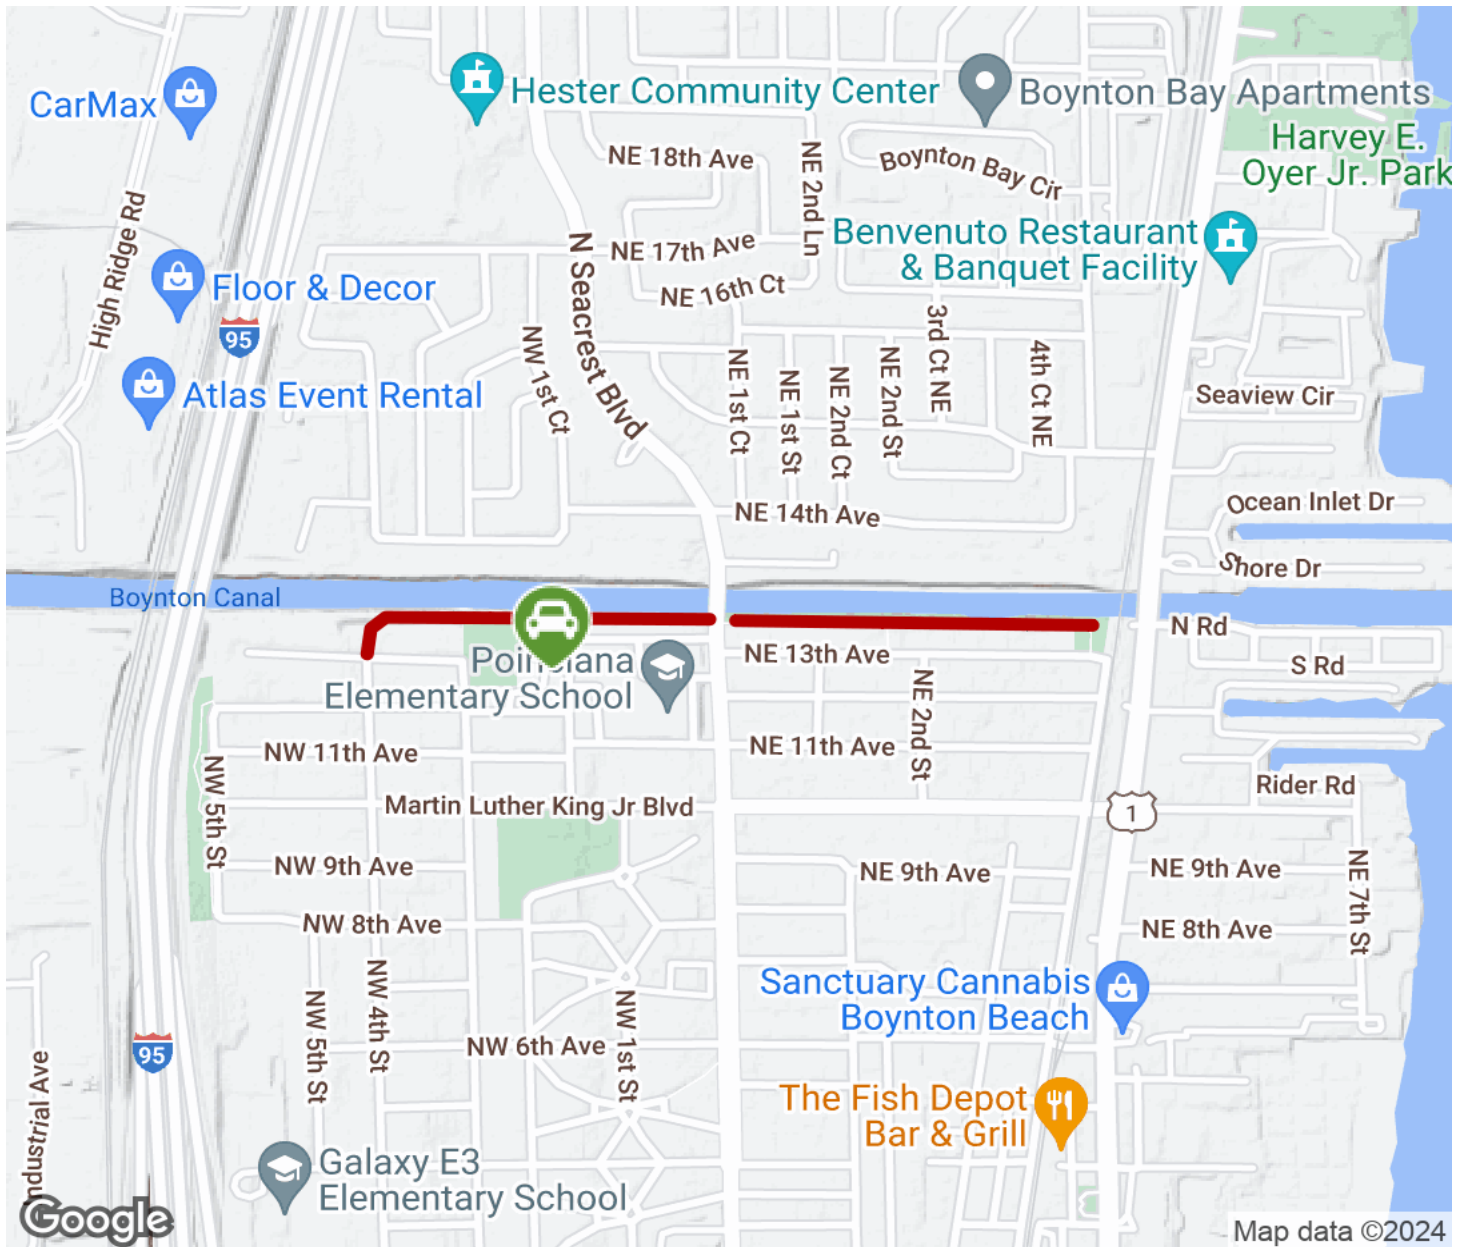 CarMax
Hester Community Center
Boynton Bay Apartments
Harvey E.
Oyer Jr. Park
NE 18th Ave
NE 2nd Ln
Boynton Bay Cir
High Ridge Rd
N Seacrest Blvd
NE 17th Ave
Benvenuto Restaurant
& Banquet Facility
Floor & Decor
NE 16th Ct
95
NW 1st Ct
3rd Ct NE
4th Ct NE
NE 1st Ct
NE 1st St
NE 2nd Ct
NE 2nd St
Atlas Event Rental
Seaview Cir
NE 14th Ave
Ocean Inlet Dr
Shore Dr
Boynton Canal
N Rd
NE 13th Ave
S Rd
Poinciana
Elementary School
NE 2nd St
NW 11th Ave
NE 11th Ave
NW 5th St
Martin Luther King Jr Blvd
1
Rider Rd
NW 9th Ave
NE 9th Ave
NE 9th Ave
NE 7th St
NW 8th Ave
NE 8th Ave
NW 4th St
NW 5th St
NW 1st St
Sanctuary Cannabis
Boynton Beach
95
NW 6th Ave
Industrial Ave
The Fish Depot
Bar & Grill
Galaxy E3
Elementary School
Google
Map data ©2024